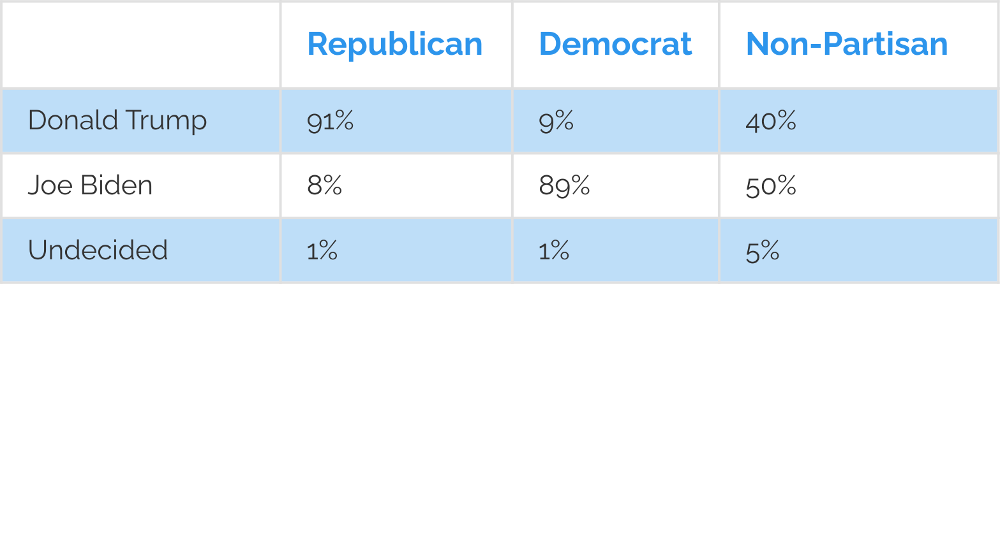 Republican Democrat Non-Partisan
Donald Trump 91% 9% 40%
Joe Biden 8% 89% 50%
Undecided 1% 1% 5%